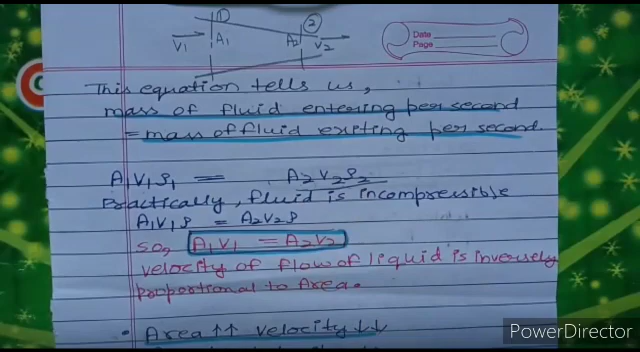 ①
②
V₁
A₁
A₂
V₂
Date
Page
This equation tells us,
mass of fluid entering per second
= mass of fluid exiting per second.
A₁V₁ρ₁ = A₂V₂ρ₂
Practically, fluid is incompressible
A₁V₁ρ = A₂V₂ρ
so, A₁V₁ = A₂V₂
velocity of flow of liquid is inversely
proportional to Area.
• Area↑↑ velocity↓↓
PowerDirector